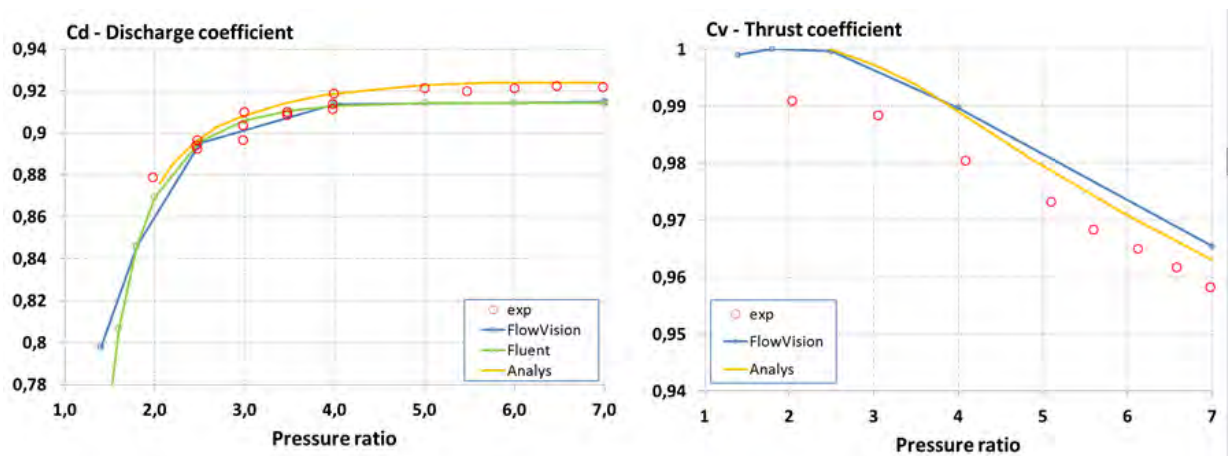 Cd - Discharge coefficient
0,94
0,92
0,9
0,88
0,86
0,84
0,82
0,8
0,78
1,0 2,0 3,0 4,0 5,0 6,0 7,0
Pressure ratio
exp
FlowVision
Fluent
Analys
Cv - Thrust coefficient
1
0,99
0,98
0,97
0,96
0,95
0,94
1 2 3 4 5 6 7
Pressure ratio
exp
FlowVision
Analys